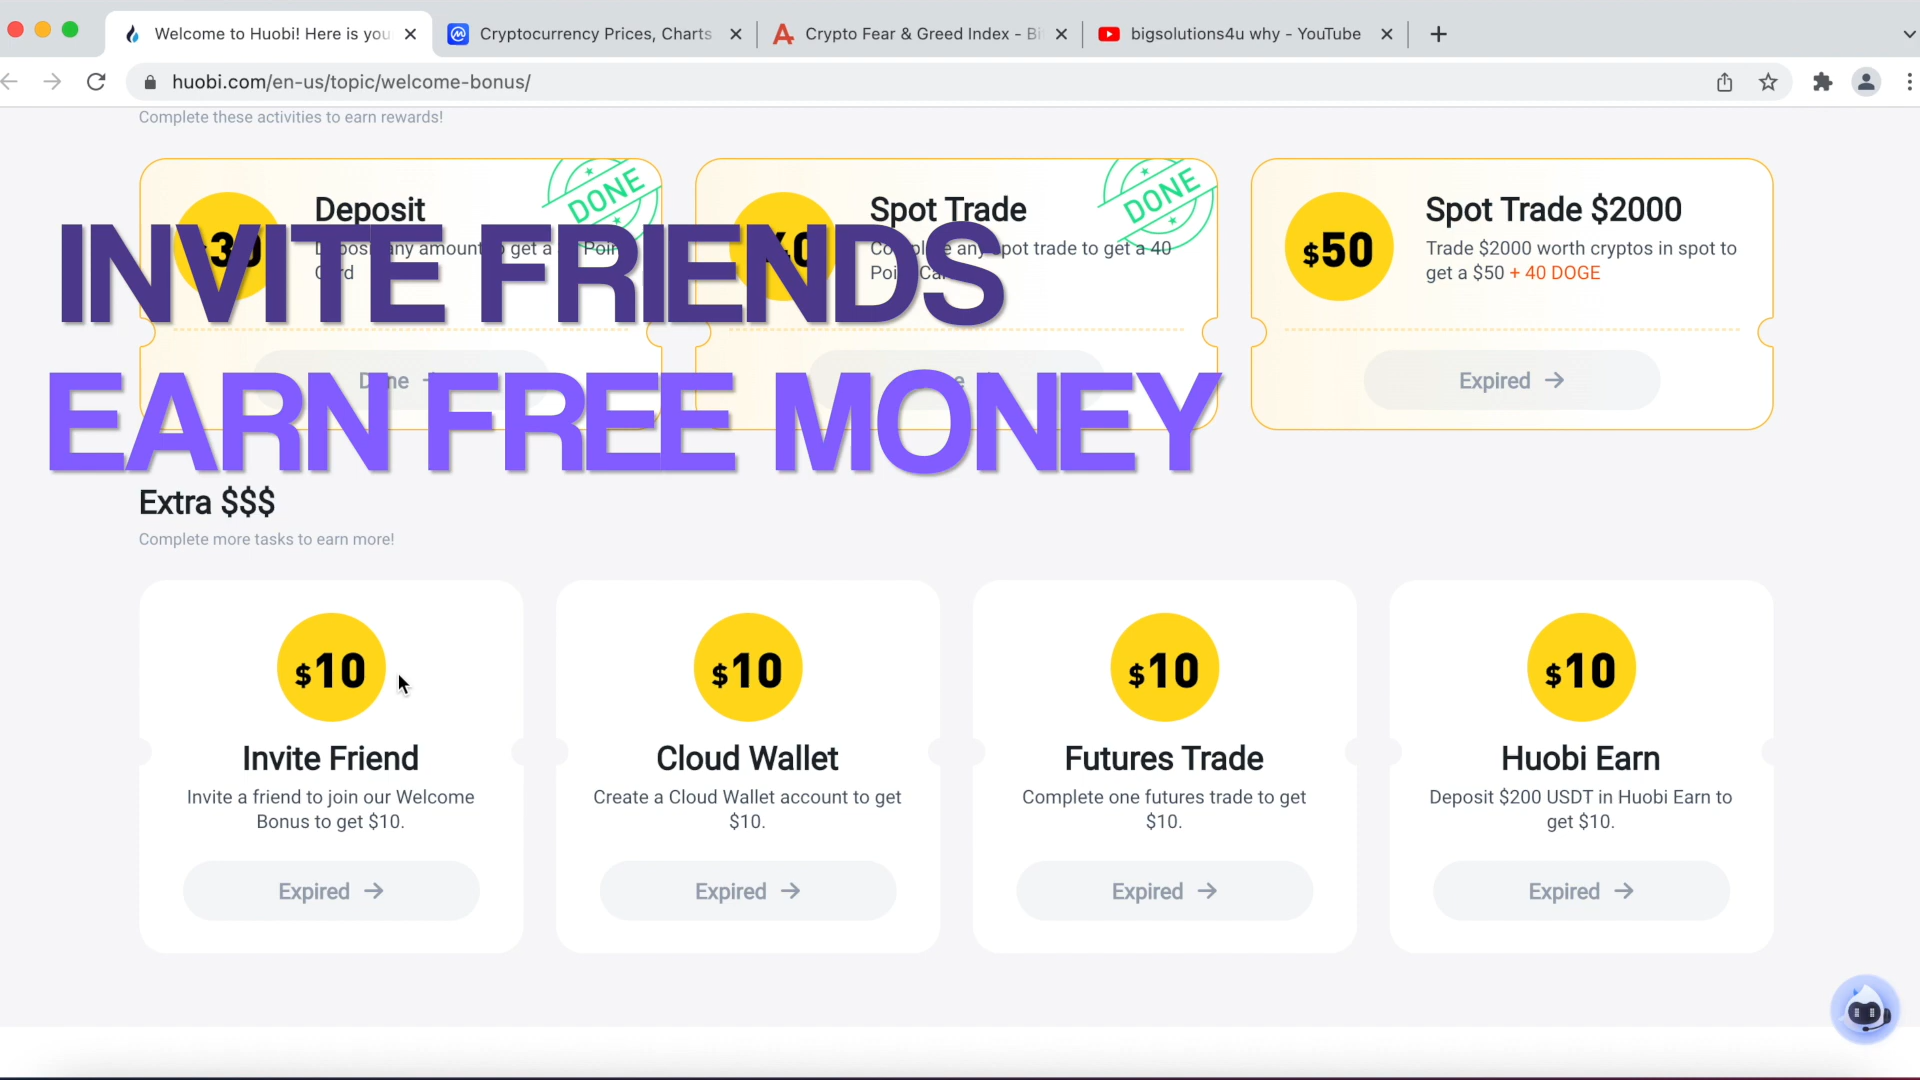 Welcome to Huobi! Here is you
Cryptocurrency Prices, Charts
Crypto Fear & Greed Index - Bi
bigsolutions4u why - YouTube
huobi.com/en-us/topic/welcome-bonus/
Complete these activities to earn rewards!
DONE
DONE
Deposit
Spot Trade
Spot Trade $2000
$50
any amount
get a
Trade $2000 worth cryptos in spot to
get a $50 + 40 DOGE
any spot trade to get a 40
INVITE FRIENDS
Expired →
EARN FREE MONEY
Extra $$$
Complete more tasks to earn more!
$10
$10
$10
$10
Invite Friend
Cloud Wallet
Futures Trade
Huobi Earn
Invite a friend to join our Welcome
Bonus to get $10.
Create a Cloud Wallet account to get
$10.
Complete one futures trade to get
$10.
Deposit $200 USDT in Huobi Earn to
get $10.
Expired →
Expired →
Expired →
Expired →